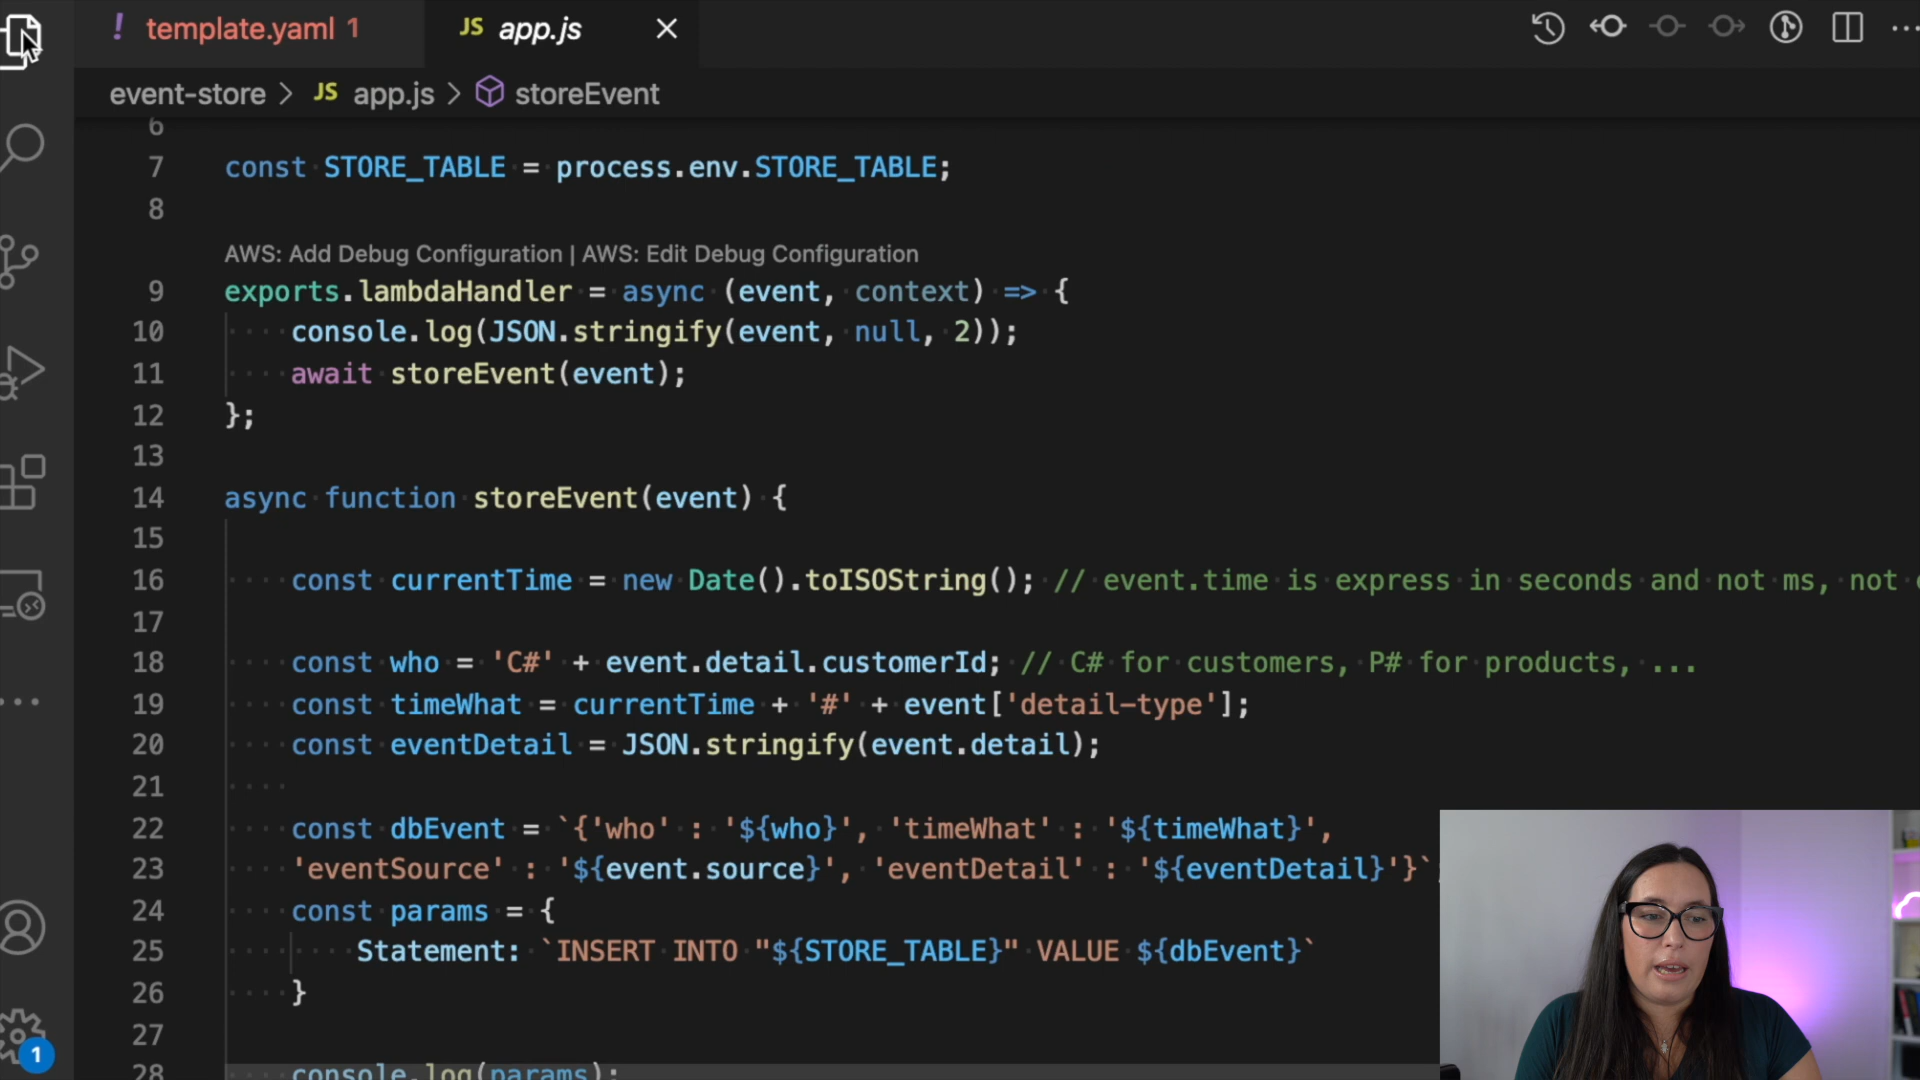 ! template.yaml 1
JS app.js
event-store > JS app.js > storeEvent
6
7 const STORE_TABLE = process.env.STORE_TABLE;
8
AWS: Add Debug Configuration | AWS: Edit Debug Configuration
9 exports.lambdaHandler = async (event, context) => {
10 console.log(JSON.stringify(event, null, 2));
11 await storeEvent(event);
12 };
13
14 async function storeEvent(event) {
15
16 const currentTime = new Date().toISOString(); // event.time is express in seconds and not ms, not
17
18 const who = 'C#' + event.detail.customerId; // C# for customers, P# for products, ...
19 const timeWhat = currentTime + '#' + event['detail-type'];
20 const eventDetail = JSON.stringify(event.detail);
21
22 const dbEvent = `{'who' : '${who}', 'timeWhat' : '${timeWhat}',
23 'eventSource' : '${event.source}', 'eventDetail' : '${eventDetail}'}`;
24 const params = {
25 Statement: `INSERT INTO "${STORE_TABLE}" VALUE ${dbEvent}`
26 }
27
28 console.log(params);
1